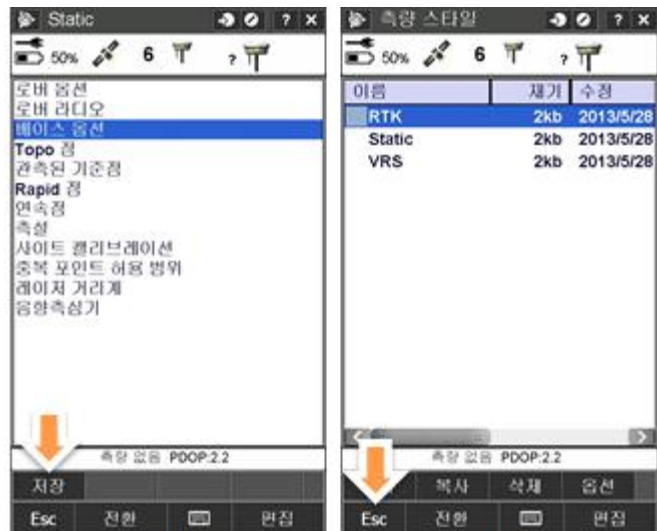 Static
? ×
50% 6 ?
로버 옵션
로버 라디오
베이스 옵션
Topo 점
관측된 기준점
Rapid 점
연속점
측설
사이트 캘리브레이션
중복 포인트 허용 범위
레이저 거리계
음향측심기
측량 없음 PDOP:2.2
저장
Esc 전환 편집
측량 스타일
? ×
50% 6 ?
이름 재기 수정
RTK 2kb 2013/5/28
Static 2kb 2013/5/28
VRS 2kb 2013/5/28
측량 없음 PDOP:2.2
복사 삭제 옵션
Esc 전환 편집